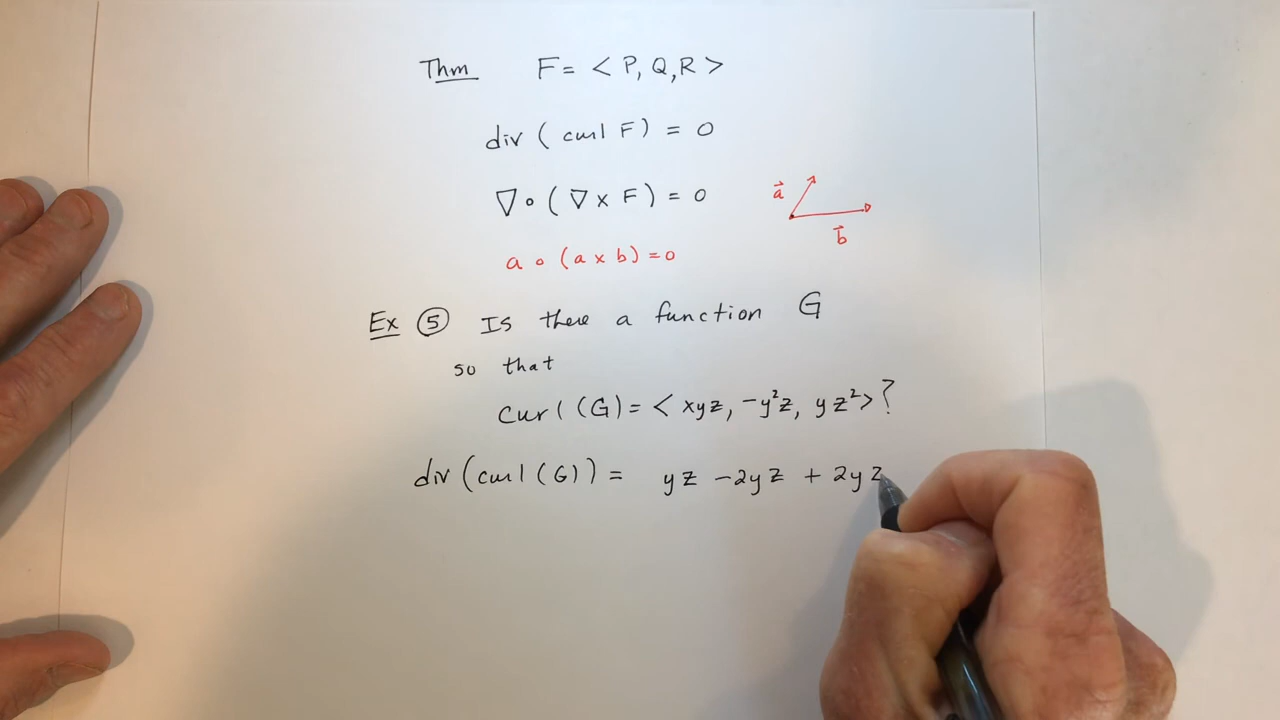 Thm F = < P, Q, R >
div ( curl F ) = 0
∇ ∘ ( ∇ × F ) = 0
a⃗
b⃗
a ∘ ( a × b ) = 0
Ex ⑤ Is there a function G
so that
curl (G) = < xyz, -y²z, yz² > ?
div ( curl (G) ) = yz - 2yz + 2yz